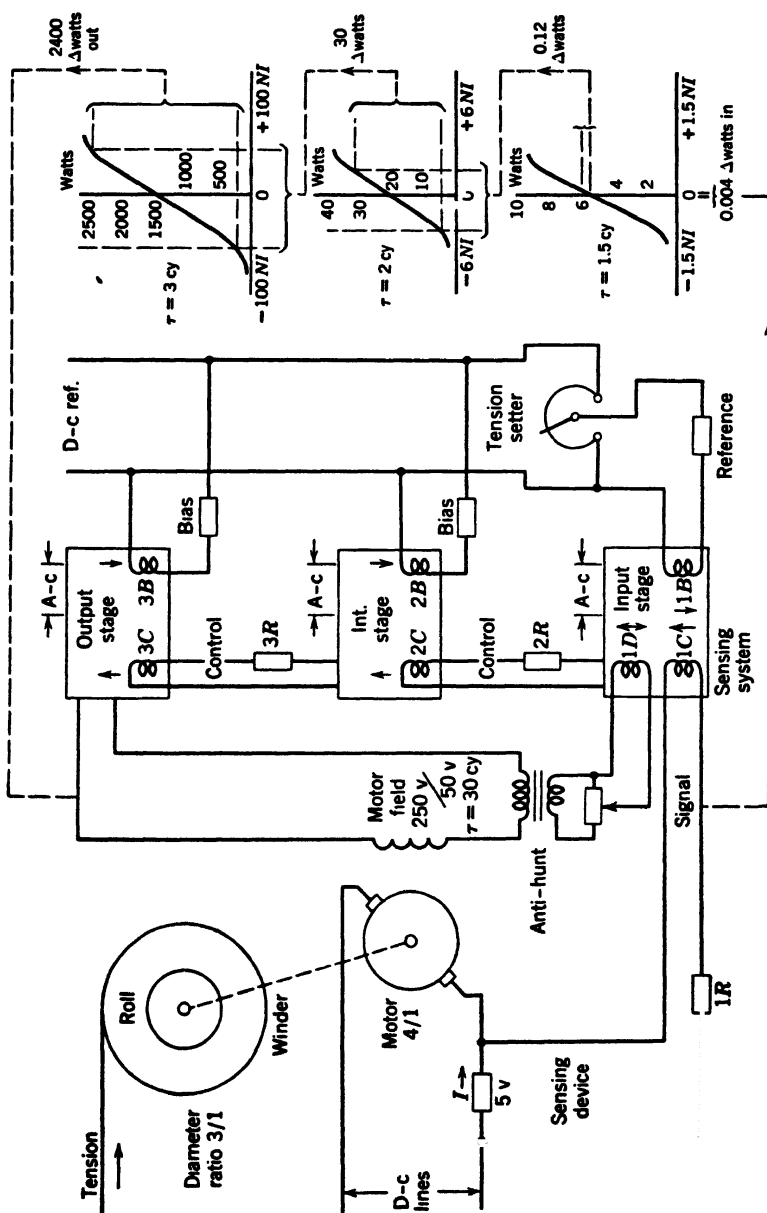 2400
Δwatts
out
Watts
2500
2000
1500
1000
500
0
τ = 3 cy
−100 NI
+100 NI
30
Δwatts
Watts
40
30
20
10
τ = 2 cy
−6 NI
+6 NI
0.12
Δwatts
Watts
10
8
6
4
2
0
τ = 1.5 cy
−1.5 NI
+1.5 NI
0.004 Δwatts in
D-c ref.
A-c
Output
stage
3C
3B
Bias
Control
3R
A-c
Int.
stage
2C
2B
Bias
Control
2R
Tension
setter
A-c
Input
stage
1D
1C
1B
Reference
Sensing
system
Motor
field
250 v
50 v
τ = 30 cy
Anti-hunt
Signal
1R
Tension
Roll
Winder
Diameter
ratio 3/1
Motor
4/1
I
5 v
Sensing
device
D-c
lines